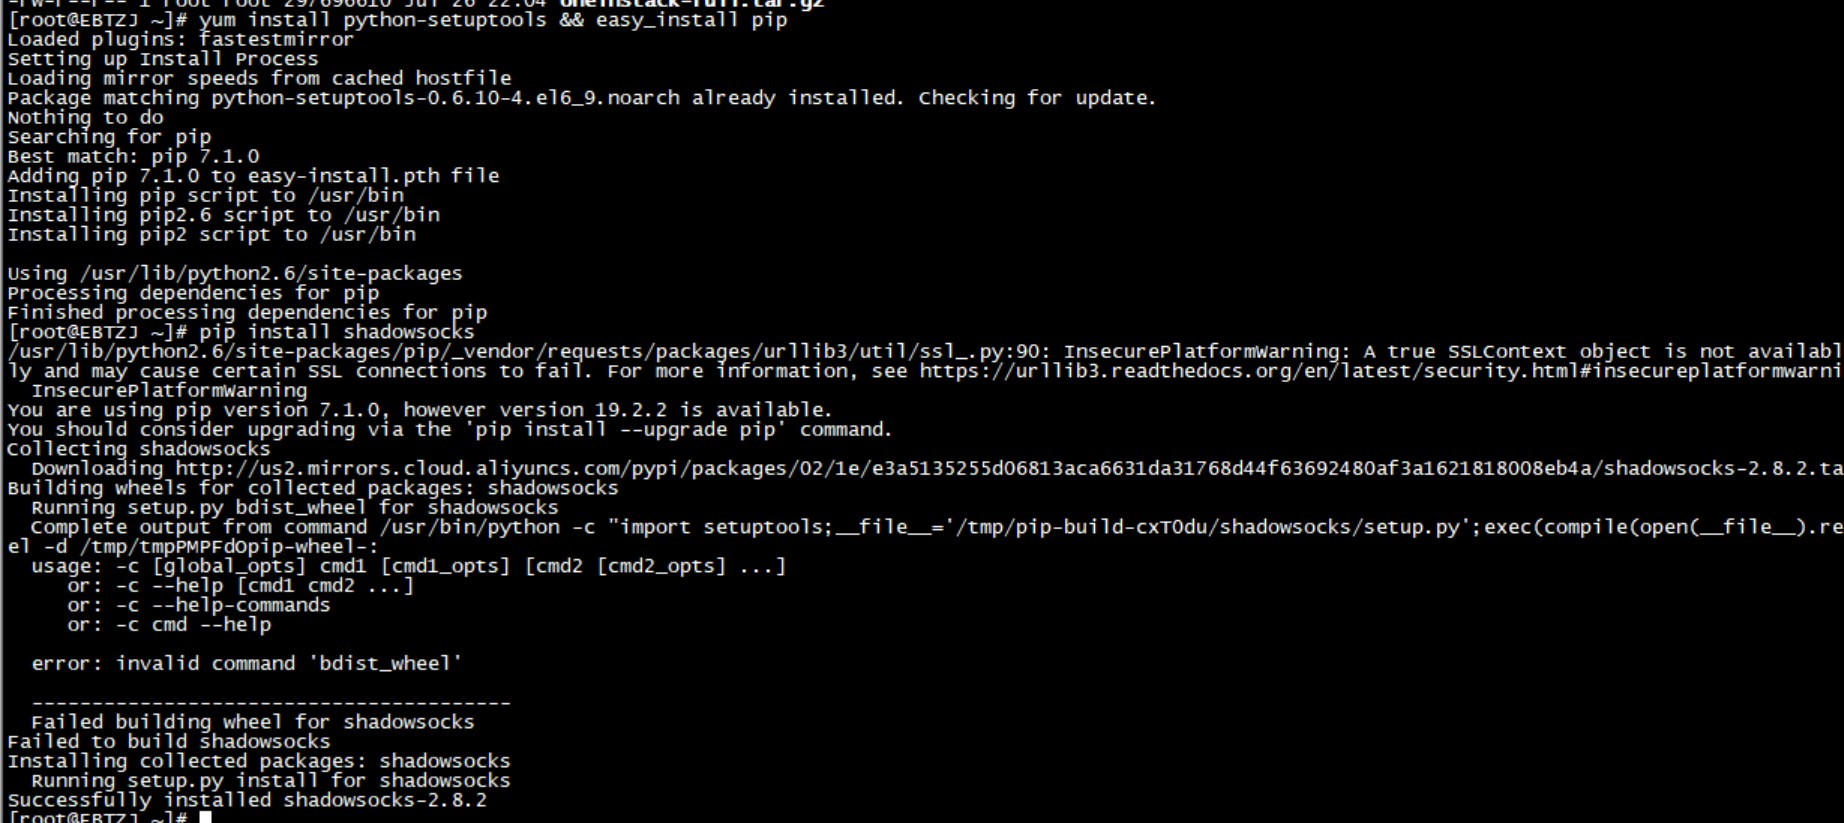 -rw-r--r-- 1 root root 297696610 Jul 26 22:04 oneinstack-full.tar.gz
[root@EBTZJ ~]# yum install python-setuptools && easy_install pip
Loaded plugins: fastestmirror
Setting up Install Process
Loading mirror speeds from cached hostfile
Package matching python-setuptools-0.6.10-4.el6_9.noarch already installed. Checking for update.
Nothing to do
Searching for pip
Best match: pip 7.1.0
Adding pip 7.1.0 to easy-install.pth file
Installing pip script to /usr/bin
Installing pip2.6 script to /usr/bin
Installing pip2 script to /usr/bin
Using /usr/lib/python2.6/site-packages
Processing dependencies for pip
Finished processing dependencies for pip
[root@EBTZJ ~]# pip install shadowsocks
/usr/lib/python2.6/site-packages/pip/_vendor/requests/packages/urllib3/util/ssl_.py:90: InsecurePlatformWarning: A true SSLContext object is not availabl
ly and may cause certain SSL connections to fail. For more information, see https://urllib3.readthedocs.org/en/latest/security.html#insecureplatformwarni
InsecurePlatformWarning
You are using pip version 7.1.0, however version 19.2.2 is available.
You should consider upgrading via the 'pip install --upgrade pip' command.
Collecting shadowsocks
Downloading http://us2.mirrors.cloud.aliyuncs.com/pypi/packages/02/1e/e3a5135255d06813aca6631da31768d44f63692480af3a1621818008eb4a/shadowsocks-2.8.2.ta
Building wheels for collected packages: shadowsocks
Running setup.py bdist_wheel for shadowsocks
Complete output from command /usr/bin/python -c "import setuptools;__file__='/tmp/pip-build-cxT0du/shadowsocks/setup.py';exec(compile(open(__file__).re
el -d /tmp/tmpPMPFdOpip-wheel-:
usage: -c [global_opts] cmd1 [cmd1_opts] [cmd2 [cmd2_opts] ...]
or: -c --help [cmd1 cmd2 ...]
or: -c --help-commands
or: -c cmd --help
error: invalid command 'bdist_wheel'
----------------------------------------
Failed building wheel for shadowsocks
Failed to build shadowsocks
Installing collected packages: shadowsocks
Running setup.py install for shadowsocks
Successfully installed shadowsocks-2.8.2
[root@EBTZJ ~]#